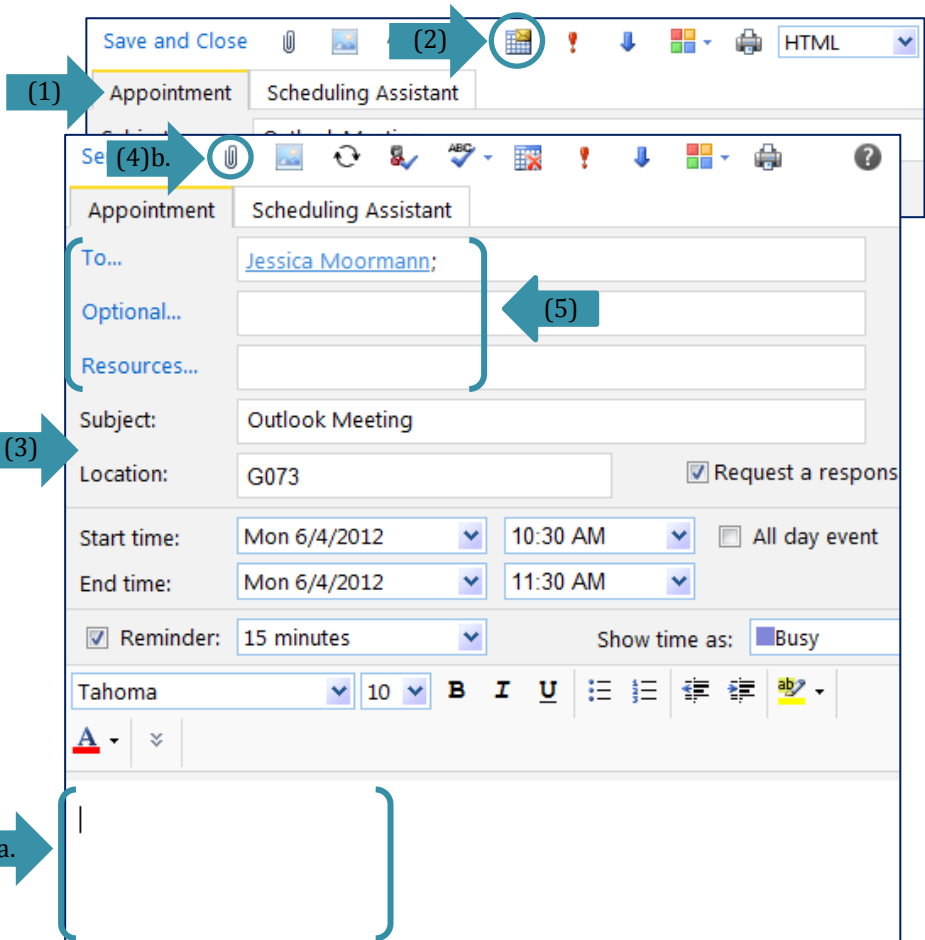 Save and Close (2) HTML
(1) Appointment Scheduling Assistant
(4)b. ABC
Appointment Scheduling Assistant
To... Jessica Moormann;
Optional... (5)
Resources...
Subject: Outlook Meeting
(3)
Location: G073 Request a respons
Start time: Mon 6/4/2012 10:30 AM All day event
End time: Mon 6/4/2012 11:30 AM
Reminder: 15 minutes Show time as: Busy
Tahoma 10 B I U ab
A
a.